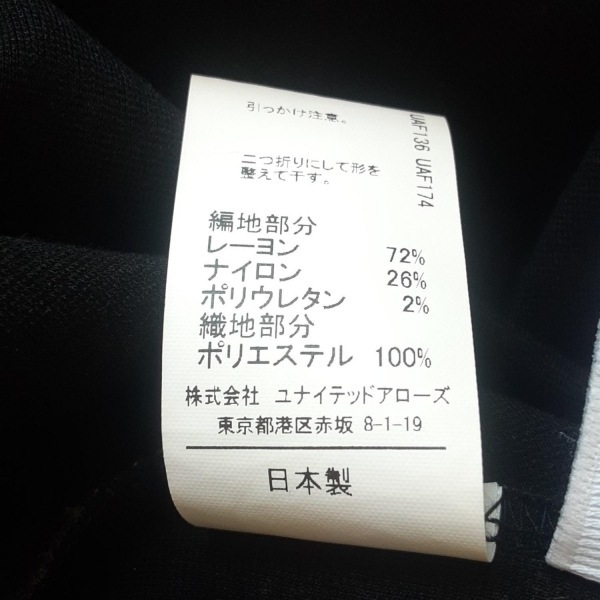 引っかけ注意。
二つ折りにして形を
整えて干す。
編地部分
レーヨン 72%
ナイロン 26%
ポリウレタン 2%
織地部分
ポリエステル 100%
株式会社 ユナイテッドアローズ
東京都港区赤坂 8-1-19
日本製
UAF136 UAF174